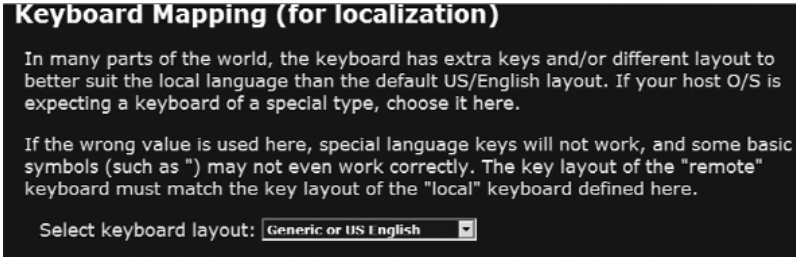 Keyboard Mapping (for localization)
In many parts of the world, the keyboard has extra keys and/or different layout to
better suit the local language than the default US/English layout. If your host O/S is
expecting a keyboard of a special type, choose it here.
If the wrong value is used here, special language keys will not work, and some basic
symbols (such as ") may not even work correctly. The key layout of the "remote"
keyboard must match the key layout of the "local" keyboard defined here.
Select keyboard layout: Generic or US English